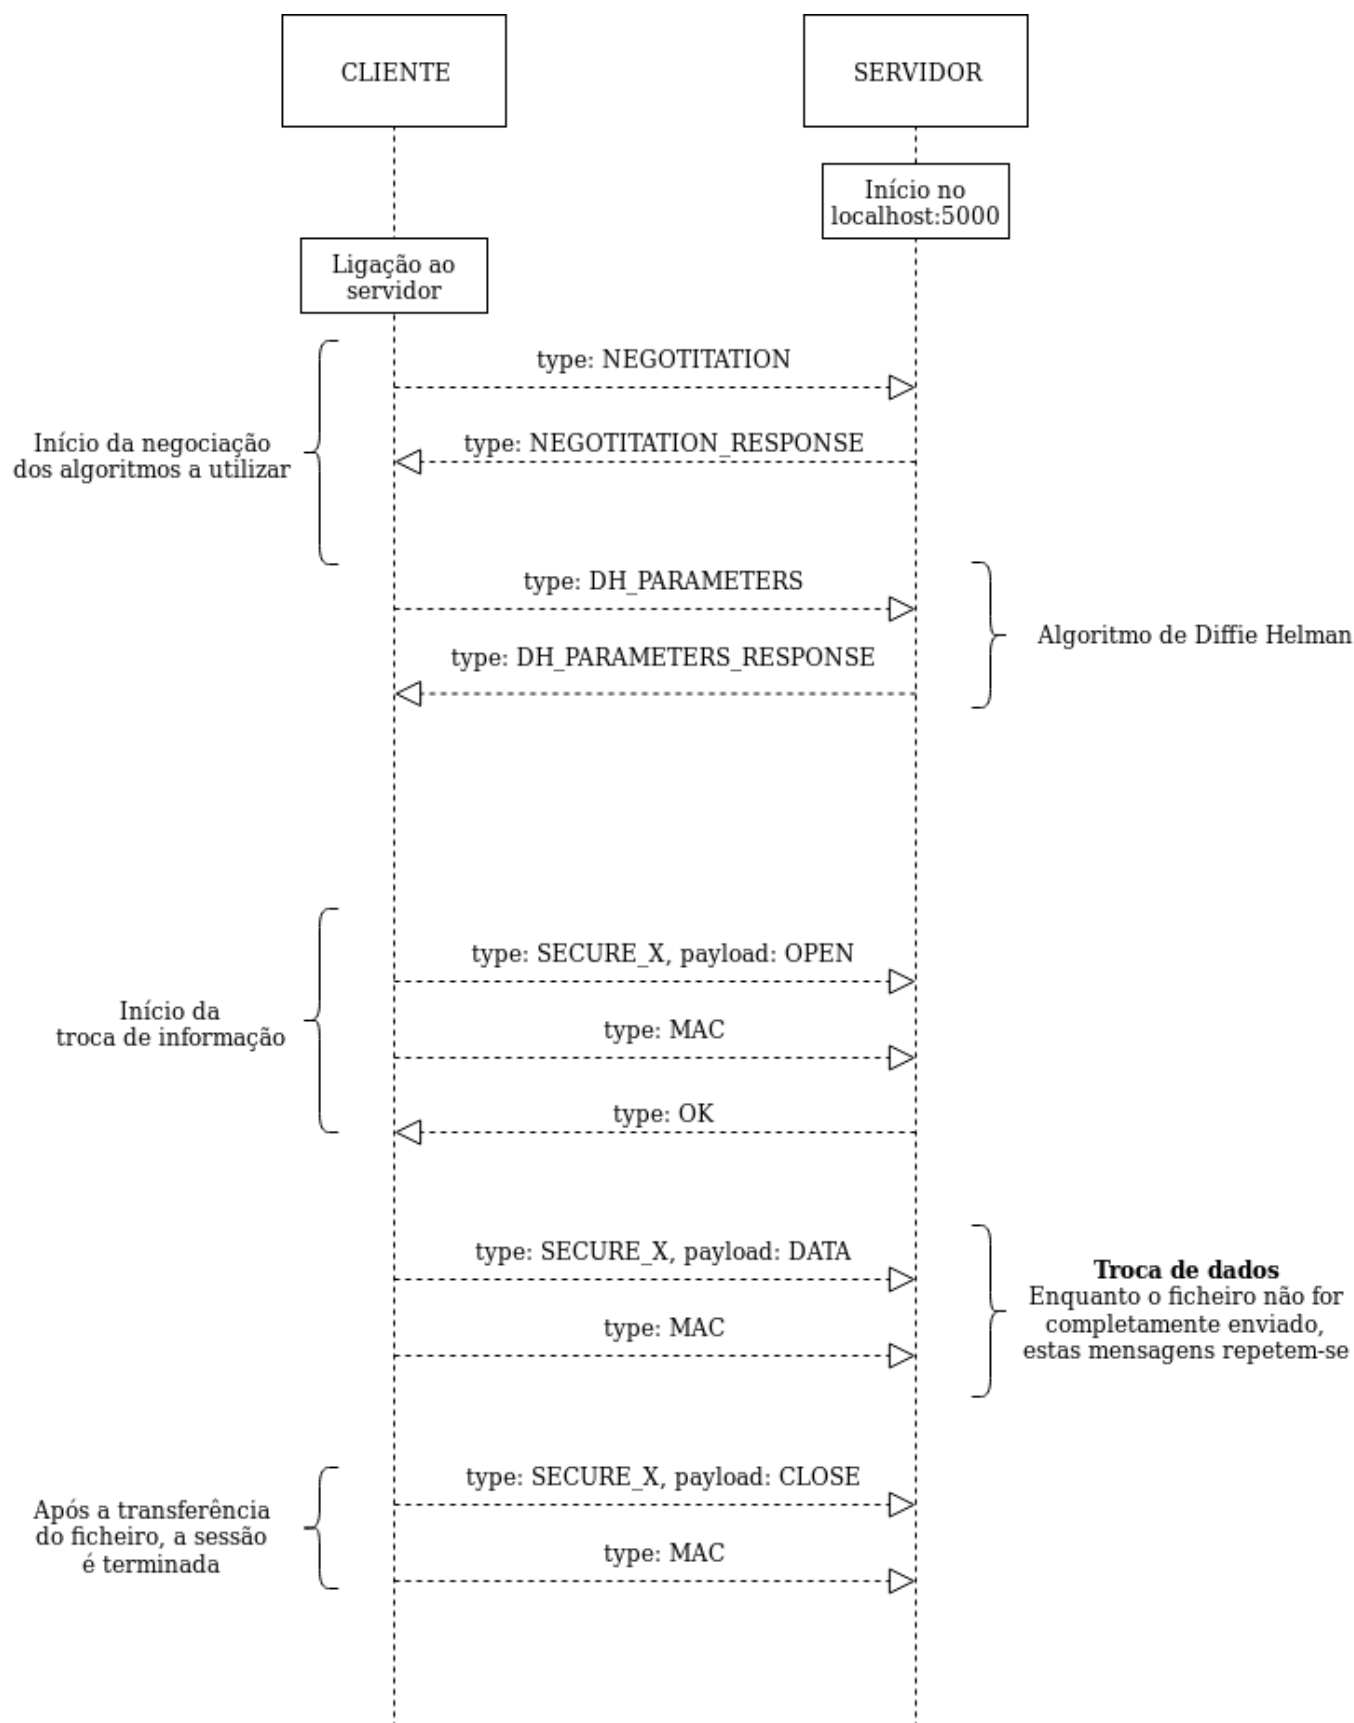 CLIENTE
SERVIDOR
Início no
localhost:5000
Ligação ao
servidor
type: NEGOTITATION
type: NEGOTITATION_RESPONSE
Início da negociação
dos algoritmos a utilizar
type: DH_PARAMETERS
type: DH_PARAMETERS_RESPONSE
Algoritmo de Diffie Helman
type: SECURE_X, payload: OPEN
type: MAC
type: OK
Início da
troca de informação
type: SECURE_X, payload: DATA
type: MAC
Troca de dados
Enquanto o ficheiro não for
completamente enviado,
estas mensagens repetem-se
type: SECURE_X, payload: CLOSE
type: MAC
Após a transferência
do ficheiro, a sessão
é terminada